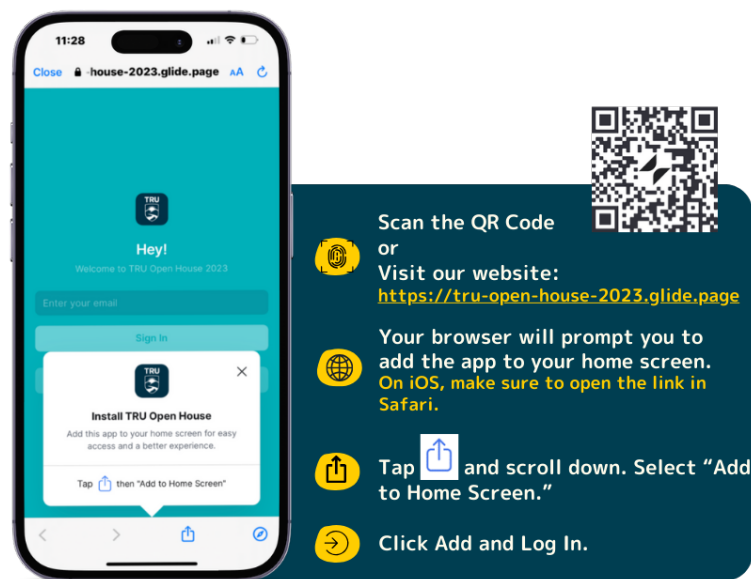 11:28
Close -house-2023.glide.page AA
TRU
Hey!
Welcome to TRU Open House 2023
Enter your email
Sign In
TRU
Install TRU Open House
Add this app to your home screen for easy
access and a better experience.
Tap then "Add to Home Screen"
Scan the QR Code
or
Visit our website:
https://tru-open-house-2023.glide.page
Your browser will prompt you to
add the app to your home screen.
On iOS, make sure to open the link in
Safari.
Tap and scroll down. Select “Add
to Home Screen.”
Click Add and Log In.